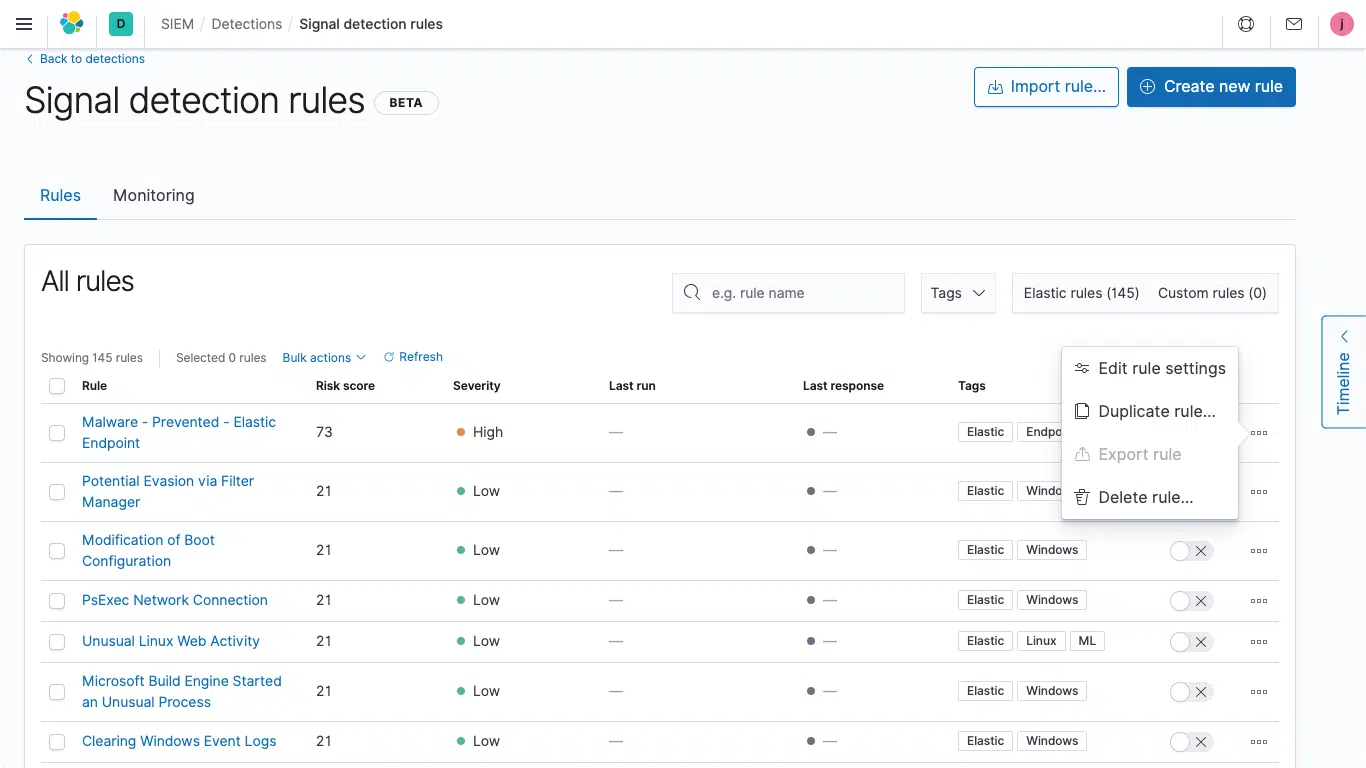 D SIEM / Detections / Signal detection rules j
Back to detections
Signal detection rules BETA
Import rule... Create new rule
Rules Monitoring
All rules
e.g. rule name Tags Elastic rules (145) Custom rules (0)
Showing 145 rules Selected 0 rules Bulk actions Refresh
Timeline
Rule Risk score Severity Last run Last response Tags
Malware - Prevented - Elastic
Endpoint
73 High — — Elastic
Potential Evasion via Filter
Manager
21 Low — — Elastic
Modification of Boot
Configuration
21 Low — — Elastic Windows
PsExec Network Connection 21 Low — — Elastic Windows
Unusual Linux Web Activity 21 Low — — Elastic Linux ML
Microsoft Build Engine Started
an Unusual Process
21 Low — — Elastic Windows
Clearing Windows Event Logs 21 Low — — Elastic Windows
Edit rule settings
Duplicate rule...
Export rule
Delete rule...